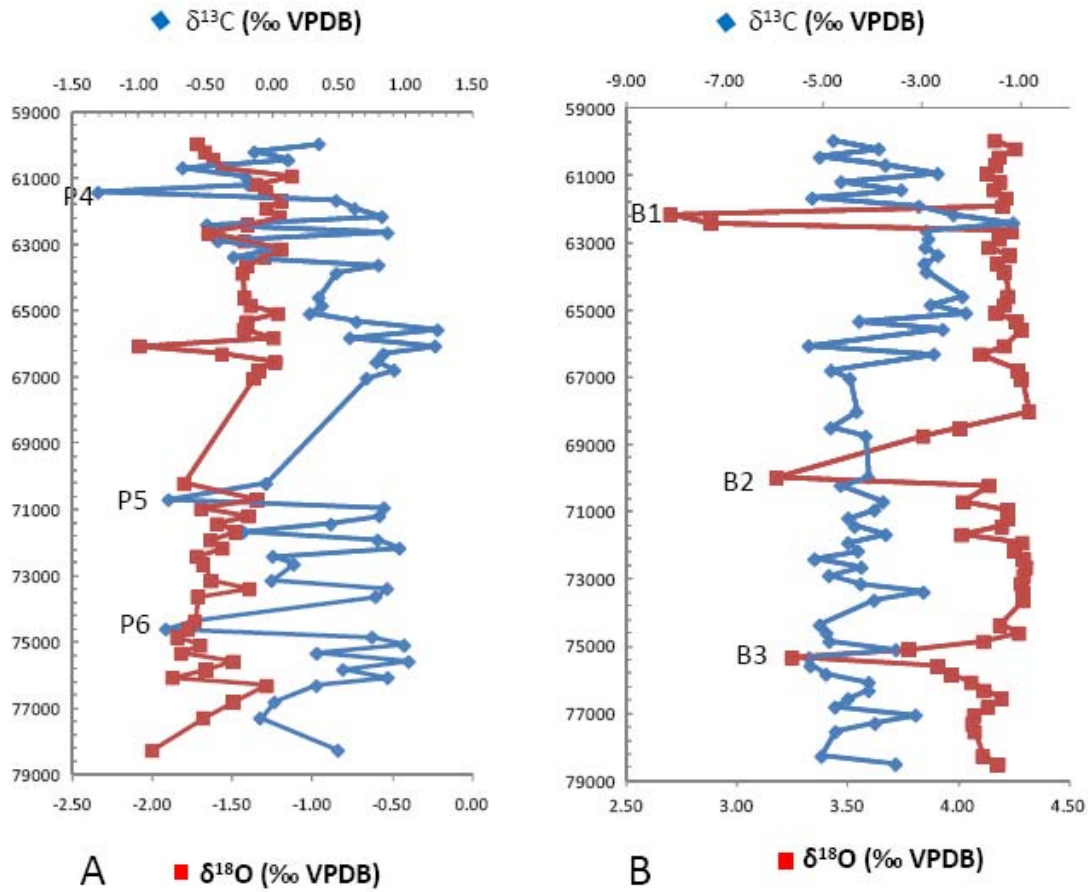 δ¹³C (‰ VPDB)
-1.50 -1.00 -0.50 0.00 0.50 1.00 1.50
59000
61000
P4
63000
65000
67000
69000
P5
71000
73000
P6
75000
77000
79000
-2.50 -2.00 -1.50 -1.00 -0.50 0.00
A δ¹⁸O (‰ VPDB)
δ¹³C (‰ VPDB)
-9.00 -7.00 -5.00 -3.00 -1.00
59000
61000
B1
63000
65000
67000
69000
B2
71000
73000
75000
B3
77000
79000
2.50 3.00 3.50 4.00 4.50
B δ¹⁸O (‰ VPDB)